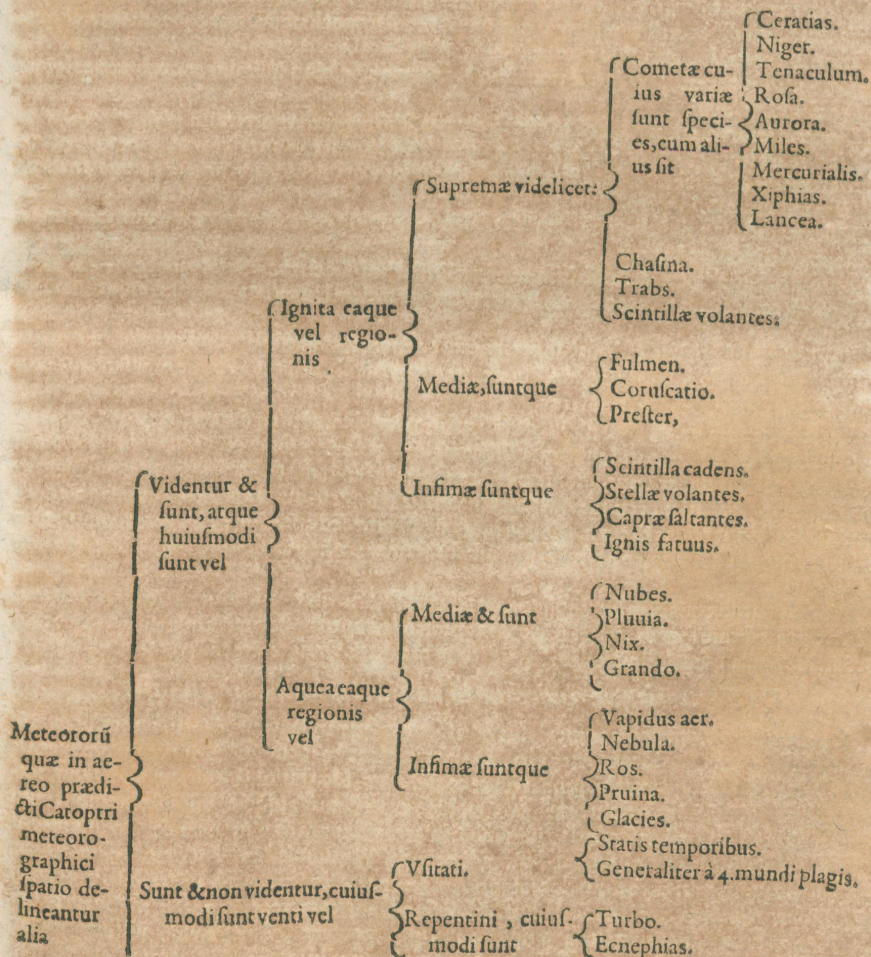 Meteororũ
quæ in ae-
reo prædi-
cti Catoptri
meteoro-
graphici
ſpatio de-
lineantur
alia
Videntur &
ſunt, atque
huiuſmodi
ſunt vel
Ignita eaque
vel regio-
nis
Supremæ videlicet:
Cometæ cu-
ius variæ
ſunt ſpeci-
es, cum ali-
us ſit
Ceratias.
Niger.
Tenaculum.
Roſa.
Aurora.
Miles.
Mercurialis.
Xiphias.
Lancea.
Chaſma.
Trabs.
Scintillæ volantes.
Mediæ, ſuntque
Fulmen.
Coruſcatio.
Preſter,
Infimæ ſuntque
Scintilla cadens.
Stellæ volantes.
Capræ ſaltantes.
Ignis fatuus.
Aquea eaque
regionis
vel
Mediæ & ſunt
Nubes.
Pluuia.
Nix.
Grando.
Infimæ ſuntque
Vapidus aer.
Nebula.
Ros.
Pruina.
Glacies.
Sunt & non videntur, cuiuſ-
modi ſunt venti vel
Vſitati.
Statis temporibus.
Generaliter à 4. mundi plagis.
Repentini, cuiuſ-
modi ſunt
Turbo.
Ecnephias.